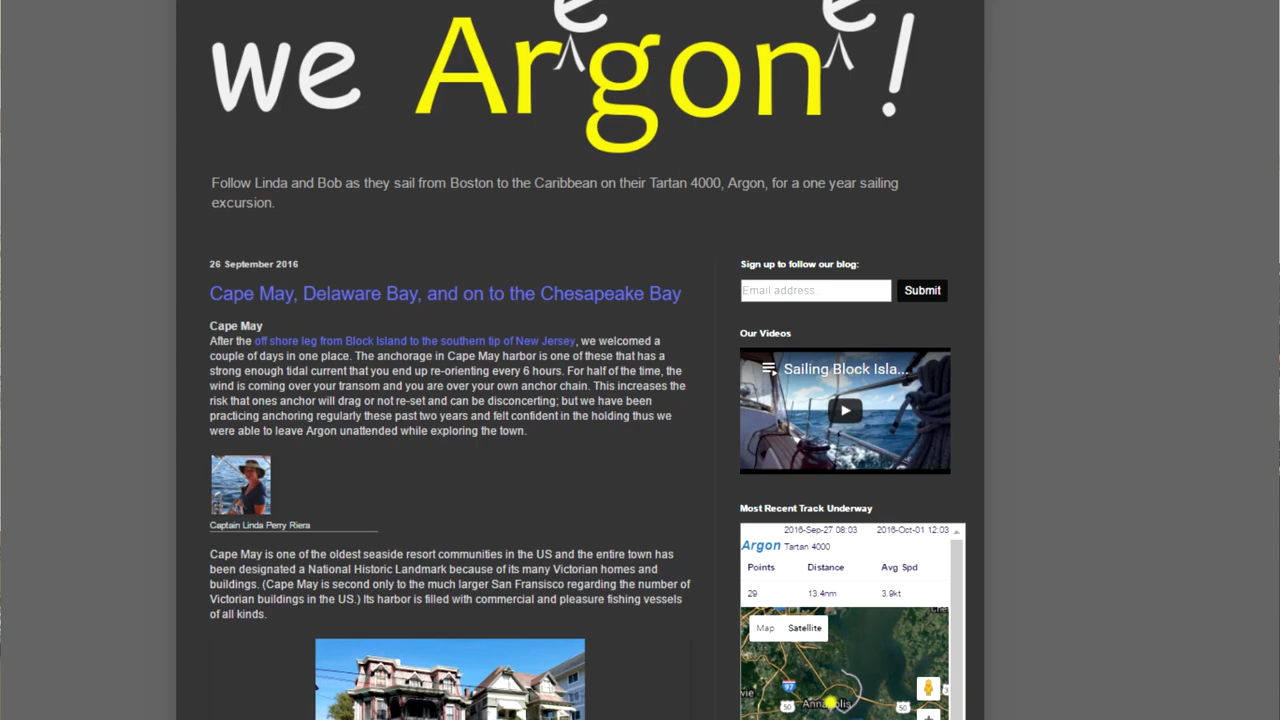 e e
we Argon !
Follow Linda and Bob as they sail from Boston to the Caribbean on their Tartan 4000, Argon, for a one year sailing
excursion.
26 September 2016
Cape May, Delaware Bay, and on to the Chesapeake Bay
Cape May
After the off shore leg from Block Island to the southern tip of New Jersey, we welcomed a
couple of days in one place. The anchorage in Cape May harbor is one of these that has a
strong enough tidal current that you end up re-orienting every 6 hours. For half of the time, the
wind is coming over your transom and you are over your own anchor chain. This increases the
risk that ones anchor will drag or not re-set and can be disconcerting; but we have been
practicing anchoring regularly these past two years and felt confident in the holding thus we
were able to leave Argon unattended while exploring the town.
Captain Linda Perry Riera
Cape May is one of the oldest seaside resort communities in the US and the entire town has
been designated a National Historic Landmark because of its many Victorian homes and
buildings. (Cape May is second only to the much larger San Fransisco regarding the number of
Victorian buildings in the US.) Its harbor is filled with commercial and pleasure fishing vessels
of all kinds.
Sign up to follow our blog:
Email address... Submit
Our Videos
Sailing Block Isla...
Most Recent Track Underway
2016-Sep-27 08:03 2016-Oct-01 12:03
Argon Tartan 4000
Points Distance Avg Spd
29 13.4nm 3.9kt
Map Satellite
97
50 Annapolis 50